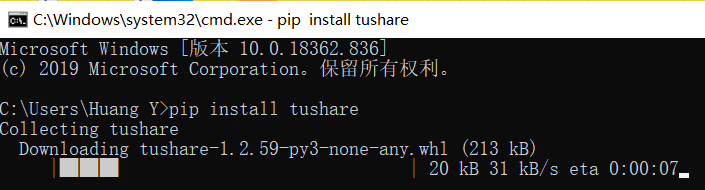 C:\Windows\system32\cmd.exe - pip  install tushare
Microsoft Windows [版本 10.0.18362.836]
(c) 2019 Microsoft Corporation。保留所有权利。
C:\Users\Huang Y>pip install tushare
Collecting tushare
  Downloading tushare-1.2.59-py3-none-any.whl (213 kB)
     |███                             | 20 kB 31 kB/s eta 0:00:07